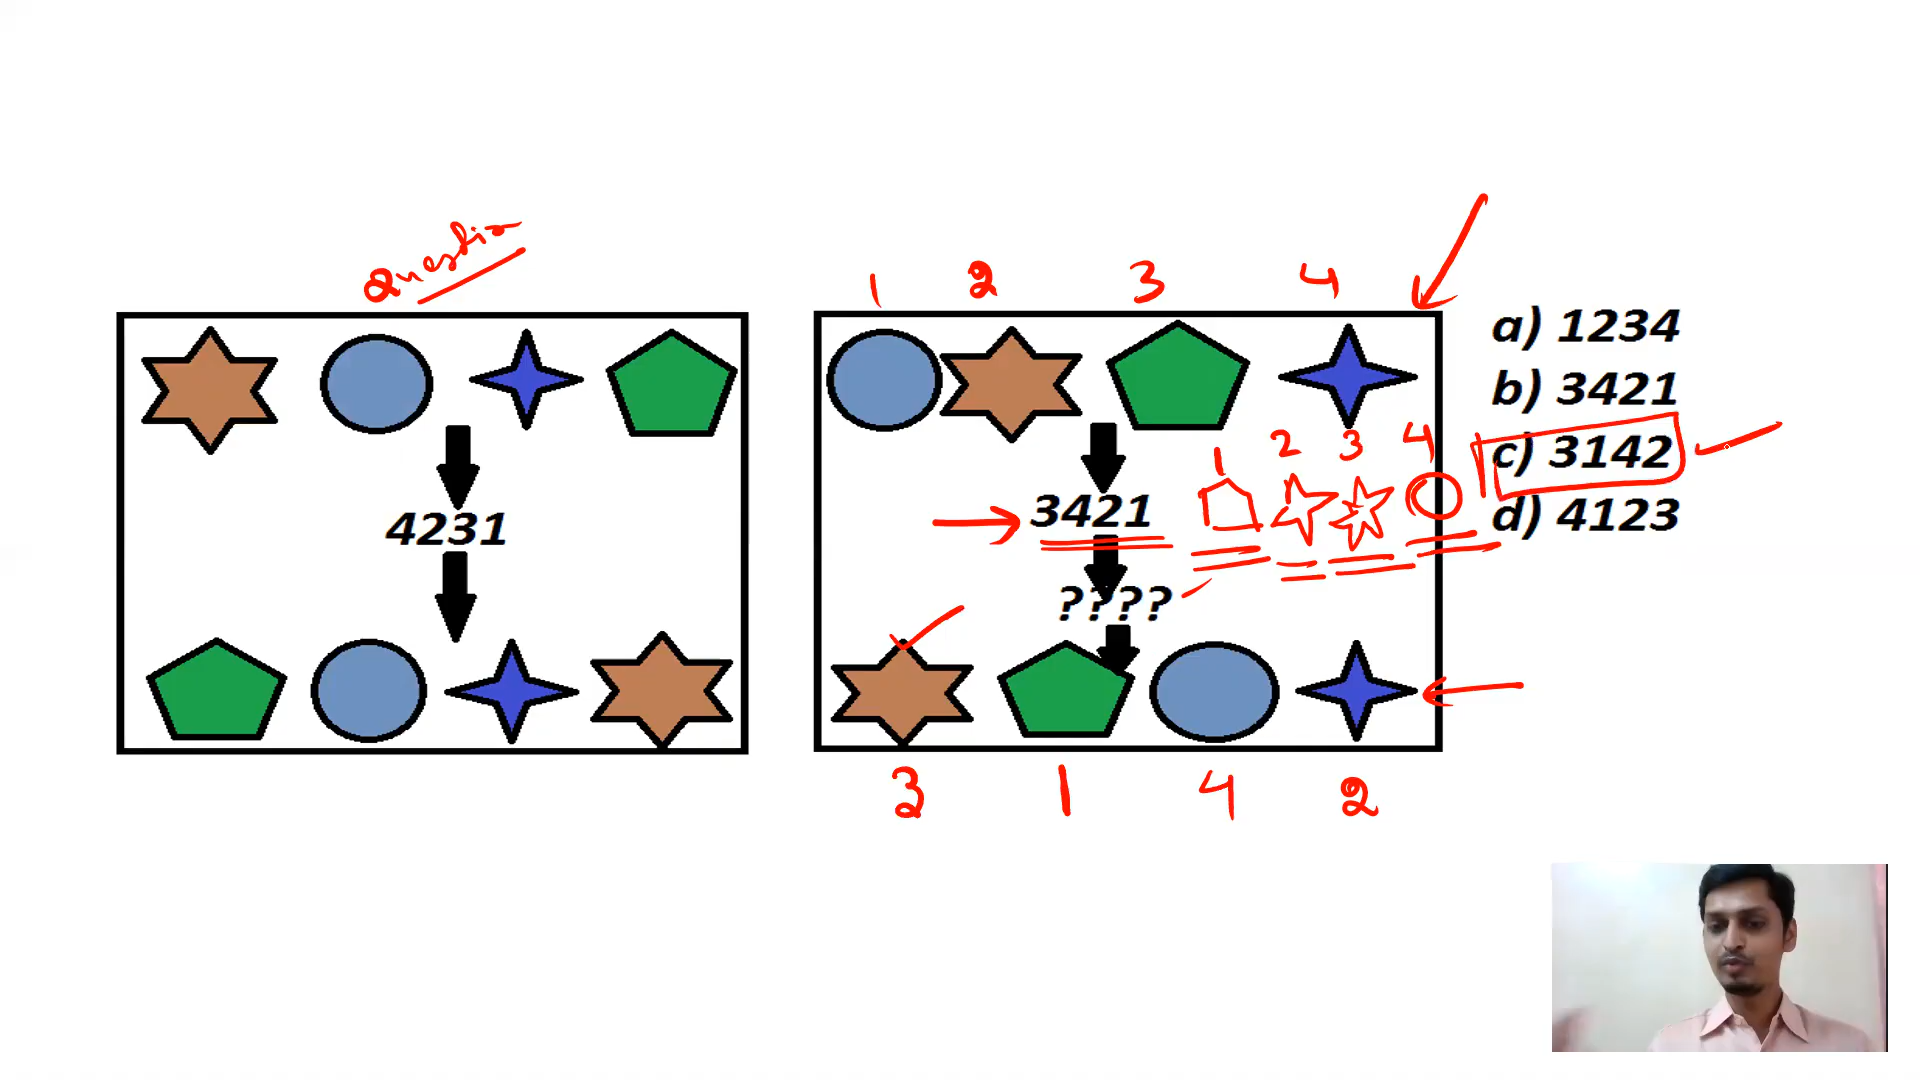 Question
4231
1 2 3 4
3421
1 2 3 4
????
3 1 4 2
a) 1234
b) 3421
c) 3142
d) 4123